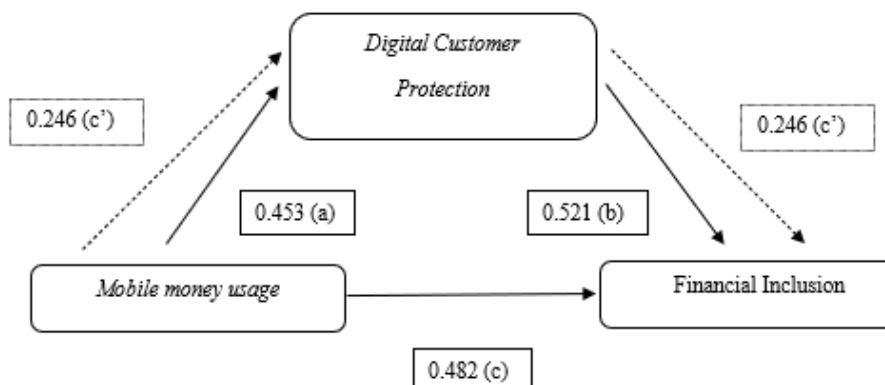 Digital Customer
Protection
0.246 (c’)
0.246 (c’)
0.453 (a)
0.521 (b)
Mobile money usage
Financial Inclusion
0.482 (c)